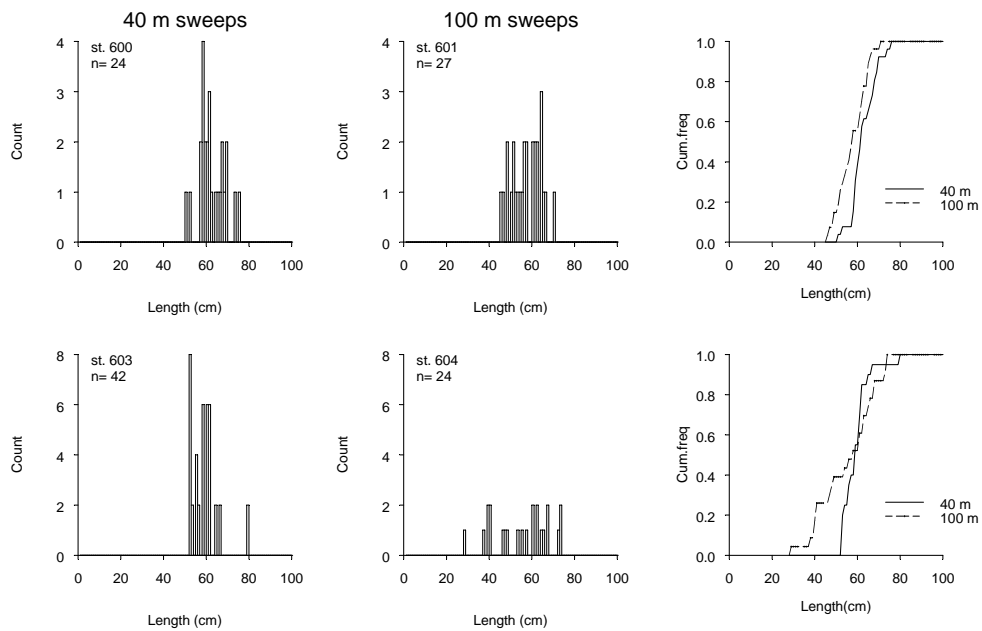 40 m sweeps
100 m sweeps
st. 600
n= 24
Count
4
3
2
1
0
0 20 40 60 80 100
Length (cm)
st. 601
n= 27
Count
4
3
2
1
0
0 20 40 60 80 100
Length (cm)
Cum.freq
1.0
0.8
0.6
0.4
0.2
0.0
40 m
100 m
0 20 40 60 80 100
Length(cm)
st. 603
n= 42
Count
8
6
4
2
0
0 20 40 60 80 100
Length (cm)
st. 604
n= 24
Count
8
6
4
2
0
0 20 40 60 80 100
Length (cm)
Cum.freq
1.0
0.8
0.6
0.4
0.2
0.0
40 m
100 m
0 20 40 60 80 100
Length(cm)